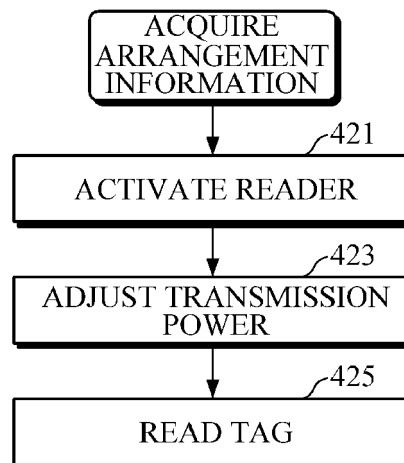 ACQUIRE
ARRANGEMENT
INFORMATION
421
ACTIVATE READER
423
ADJUST TRANSMISSION
POWER
425
READ TAG